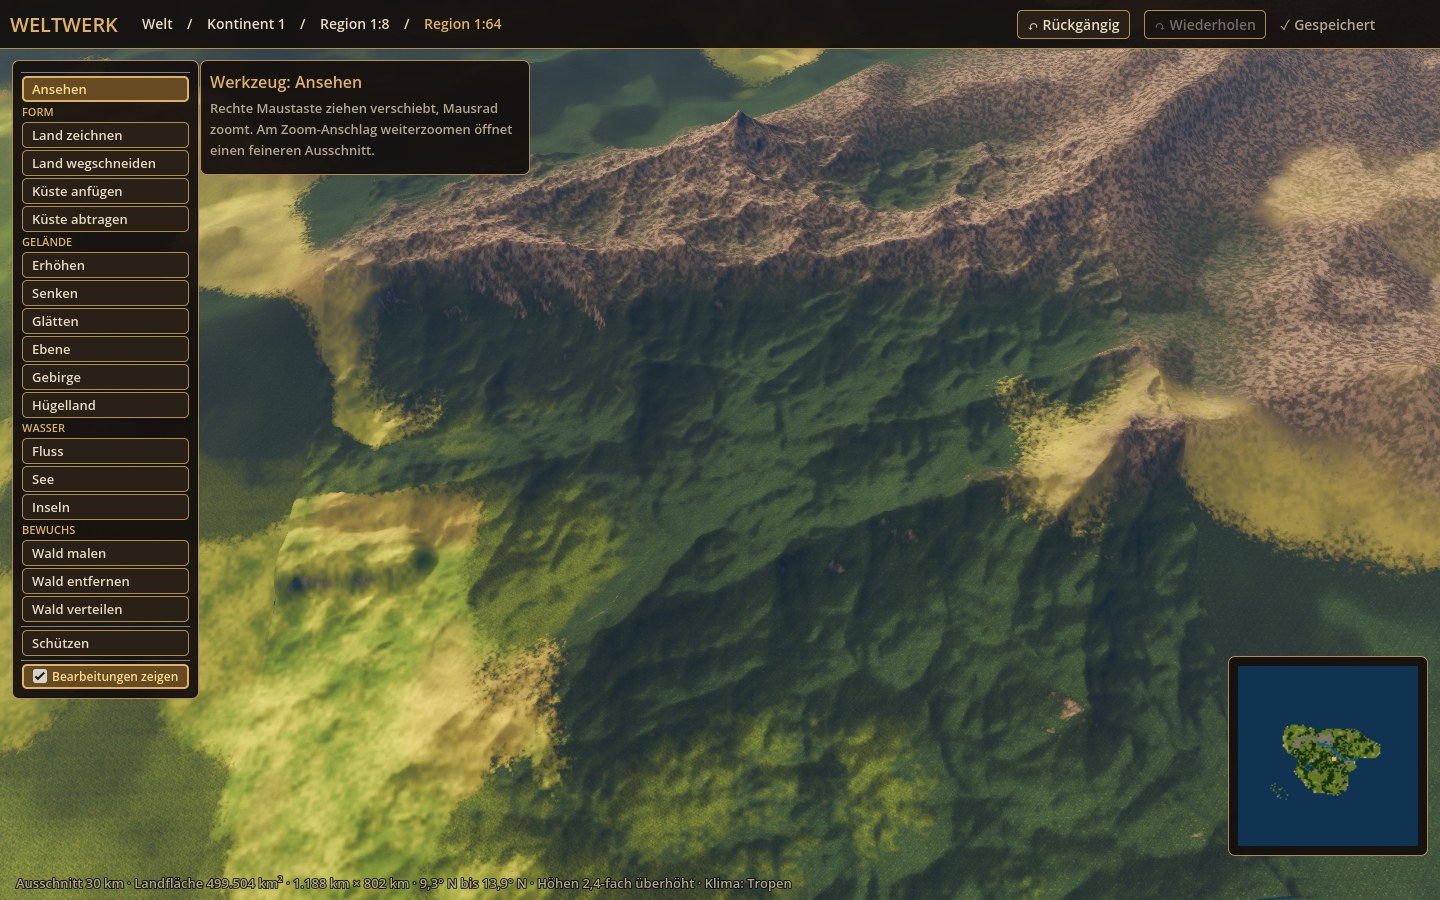 WELTWERK Welt / Kontinent 1 / Region 1:8 / Region 1:64 Rückgängig Wiederholen ✓ Gespeichert
Ansehen
FORM
Land zeichnen
Land wegschneiden
Küste anfügen
Küste abtragen
GELÄNDE
Erhöhen
Senken
Glätten
Ebene
Gebirge
Hügelland
WASSER
Fluss
See
Inseln
BEWUCHS
Wald malen
Wald entfernen
Wald verteilen
Schützen
Bearbeitungen zeigen
Werkzeug: Ansehen
Rechte Maustaste ziehen verschiebt, Mausrad
zoomt. Am Zoom-Anschlag weiterzoomen öffnet
einen feineren Ausschnitt.
Ausschnitt 30 km · Landfläche 499.504 km² · 1.188 km × 802 km · 9,3° N bis 13,9° N · Höhen 2,4-fach überhöht · Klima: Tropen